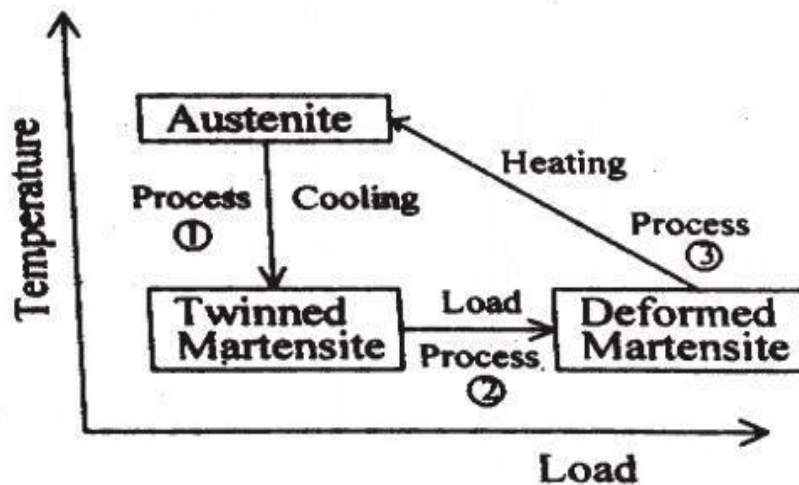 Temperature
Austenite
Heating
Process
①
Cooling
Process
③
Twinned
Martensite
Load
Process
②
Deformed
Martensite
Load